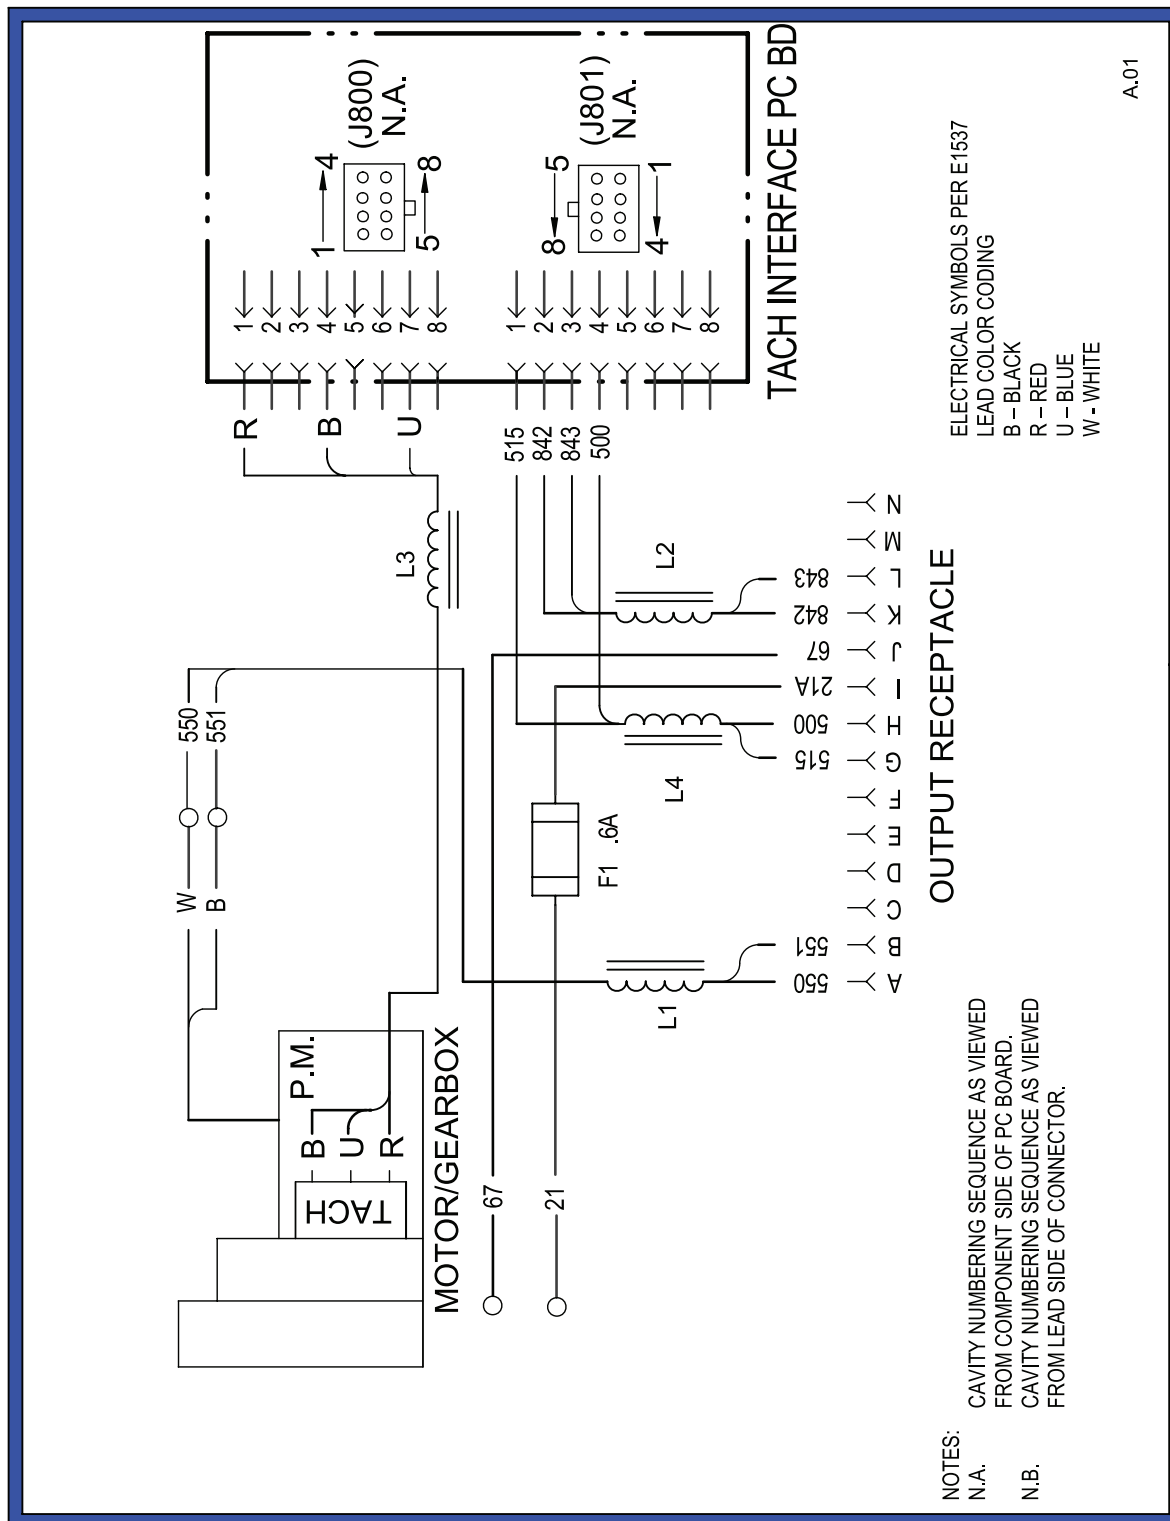 MOTOR/GEARBOX
P.M.
TACH
B
U
R
W
B
550
551
67
21
F1 .6A
L1
L2
L3
L4
R
B
U
515
842
843
500
1
2
3
4
5
6
7
8
1
2
3
4
5
6
7
8
1 4
5 8
(J800)
N.A.
8 5
4 1
(J801)
N.A.
TACH INTERFACE PC BD
550
551
515
500
21A
67
842
843
A
B
C
D
E
F
G
H
I
J
K
L
M
N
OUTPUT RECEPTACLE
NOTES:
N.A. CAVITY NUMBERING SEQUENCE AS VIEWED
FROM COMPONENT SIDE OF PC BOARD.
N.B. CAVITY NUMBERING SEQUENCE AS VIEWED
FROM LEAD SIDE OF CONNECTOR.
ELECTRICAL SYMBOLS PER E1537
LEAD COLOR CODING
B – BLACK
R – RED
U – BLUE
W - WHITE
A.01